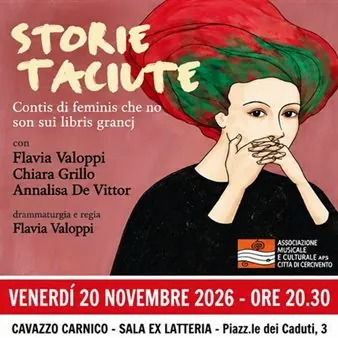 STORIE
TACIUTE
Contis di feminis che no
son sui libris grancj
con
Flavia Valoppi
Chiara Grillo
Annalisa De Vittor
drammaturgia e regia
Flavia Valoppi
ASSOCIAZIONE
MUSICALE
E CULTURALE APS
CITTÀ DI CERCIVENTO
VENERDÍ 20 NOVEMBRE 2026 - ORE 20.30
CAVAZZO CARNICO - SALA EX LATTERIA - Piazz.le dei Caduti, 3